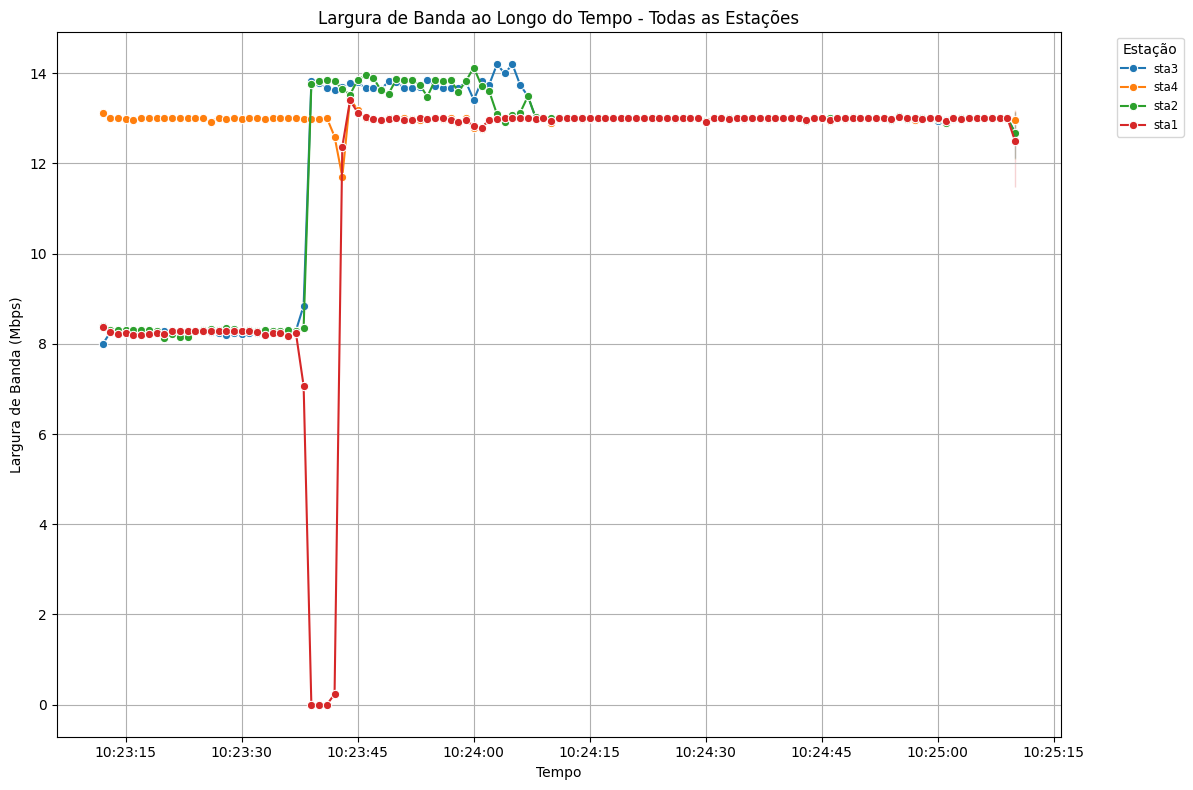 Largura de Banda ao Longo do Tempo - Todas as Estações
Estação
sta3
sta4
sta2
sta1
Largura de Banda (Mbps)
14
12
10
8
6
4
2
0
10:23:15
10:23:30
10:23:45
10:24:00
10:24:15
10:24:30
10:24:45
10:25:00
10:25:15
Tempo